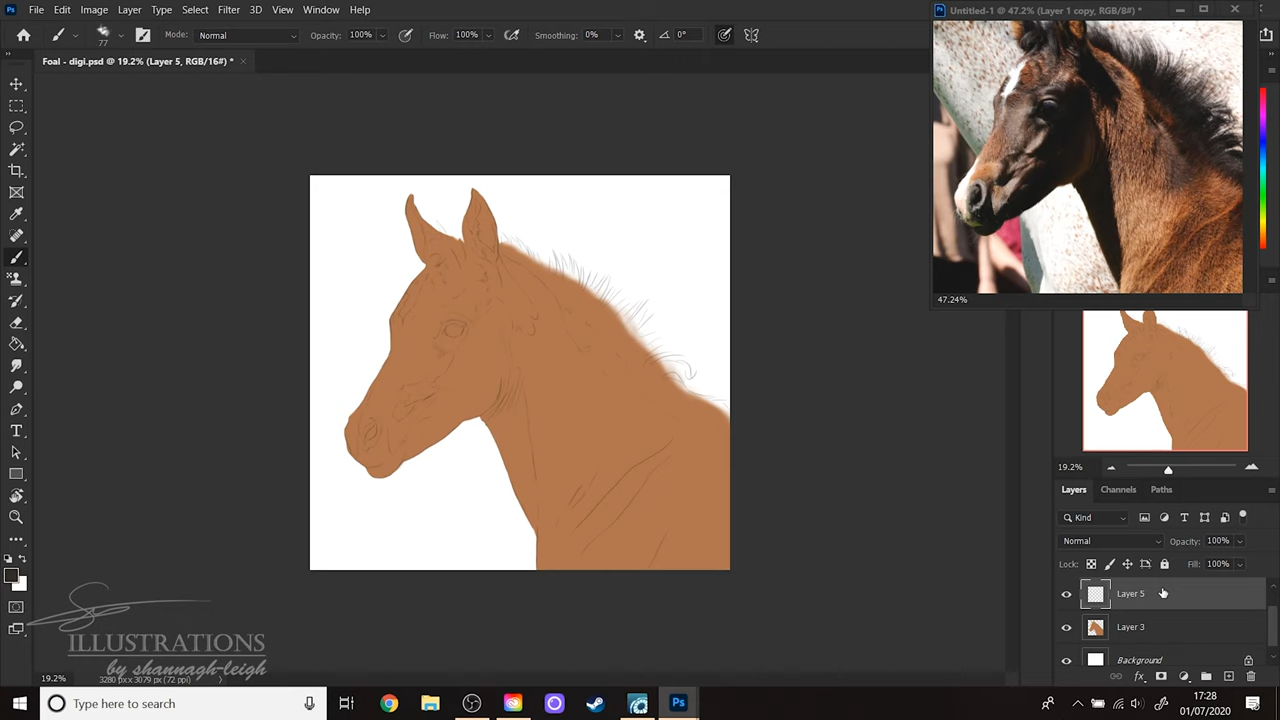 File Edit Image Layer Type Select Filter 3D View Window Help
77 Mode: Normal Opacity: 100% Flow: 100% Smoothing: 0% 0°
Foal - digi.psd @ 19.2% (Layer 5, RGB/16#) *
Untitled-1 @ 47.2% (Layer 1 copy, RGB/8#) *
47.24%
19.2%
Layers Channels Paths
Kind
Normal Opacity: 100%
Lock: Fill: 100%
Layer 5
Layer 3
Background
ILLUSTRATIONS
by shannagh-leigh
19.2% 3280 px x 3079 px (72 ppi)
Type here to search
17:28
01/07/2020